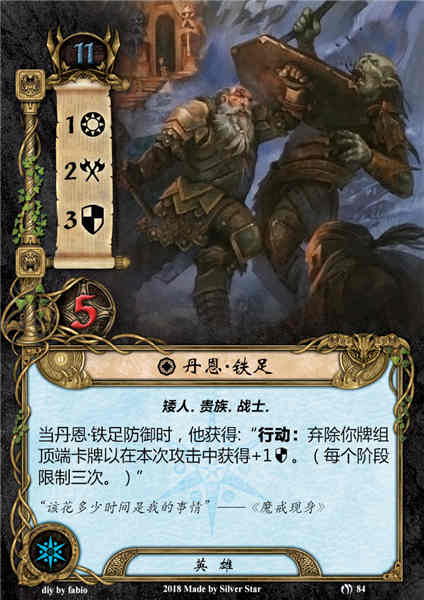 11
1
2
3
5
丹恩·铁足
矮人. 贵族. 战士.
当丹恩·铁足防御时，他获得:“行动：弃除你牌组
顶端卡牌以在本次攻击中获得+1。（每个阶段
限制三次。）”
“该花多少时间是我的事情”——《魔戒现身》
英 雄
diy by fabio
2018 Made by Silver Star
84